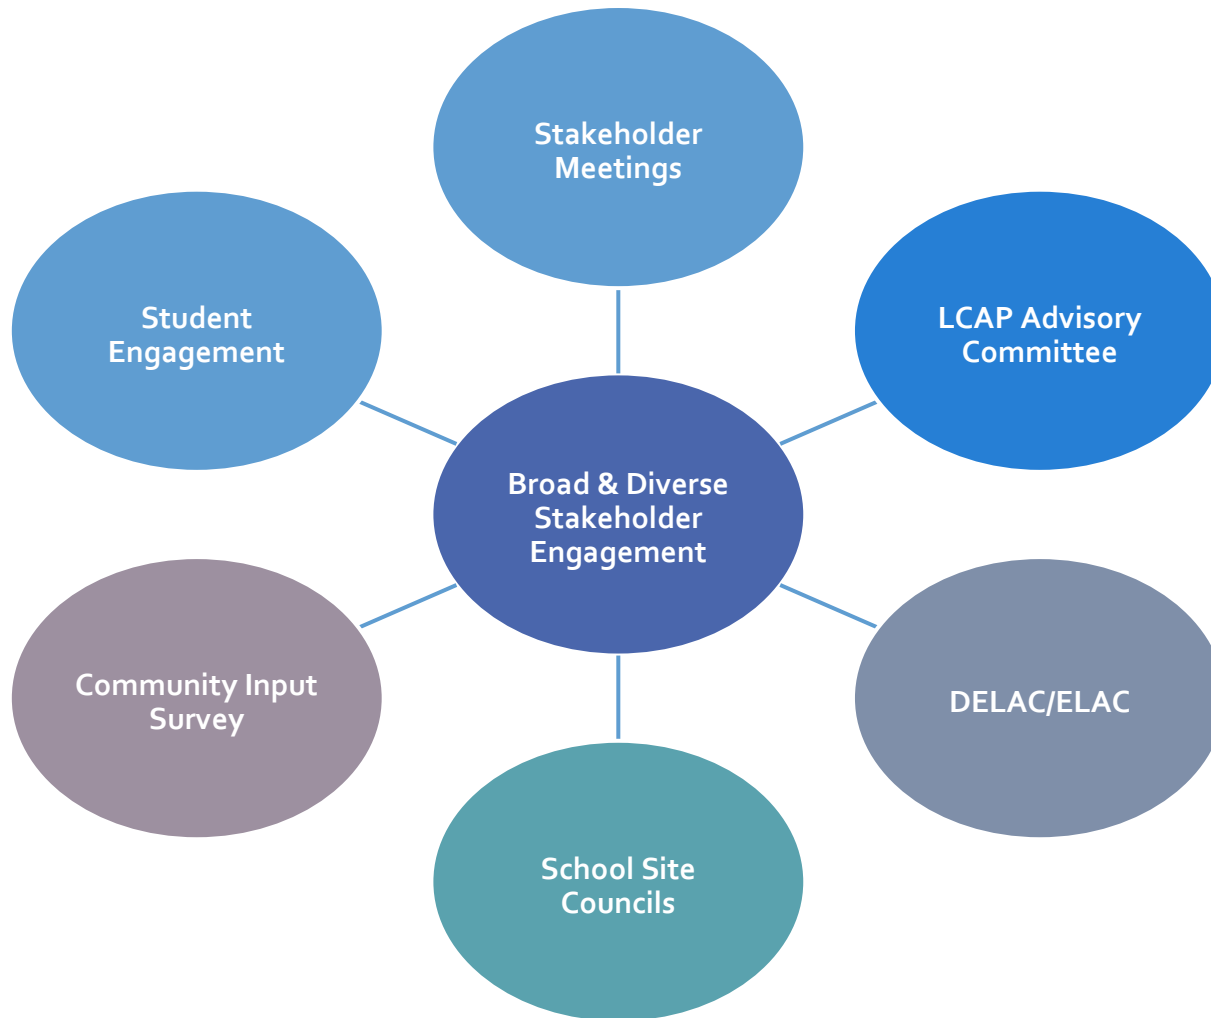 Stakeholder
Meetings
Student
Engagement
LCAP Advisory
Committee
Broad & Diverse
Stakeholder
Engagement
Community Input
Survey
DELAC/ELAC
School Site
Councils